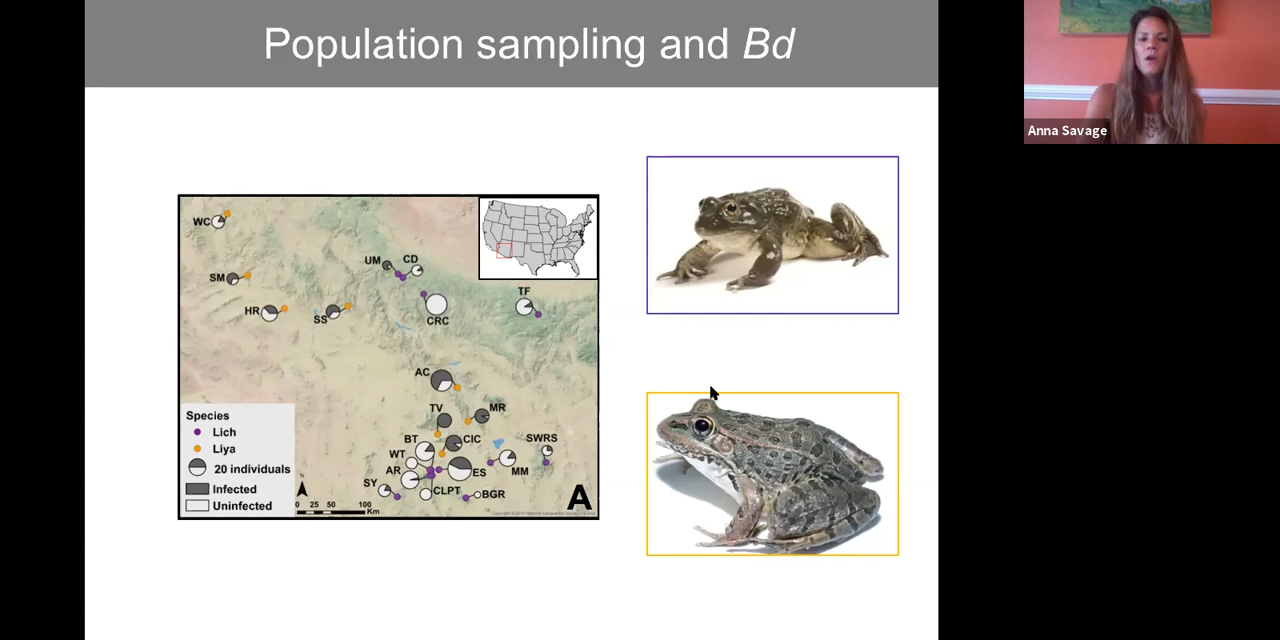 Population sampling and Bd
Anna Savage
WC
UM
CD
SM
TF
HR
SS
CRC
AC
TV
MR
BT
CIC
SWRS
WT
AR
ES
MM
SY
CLPT
BGR
Species
Lich
Liya
20 individuals
Infected
Uninfected
0 25 50 100
Km
A